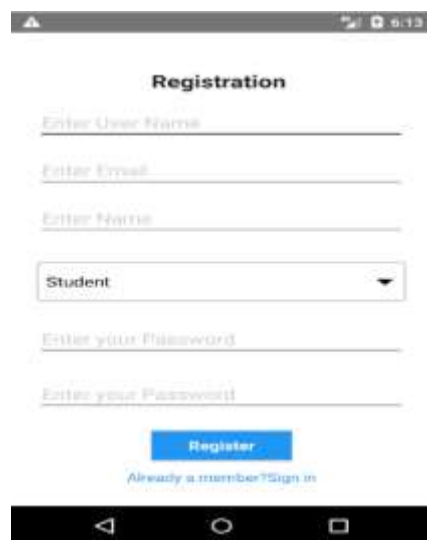 6:13
Registration
Enter User Name
Enter Email
Enter Name
Student
Enter your Password
Enter your Password
Register
Already a member?Sign in